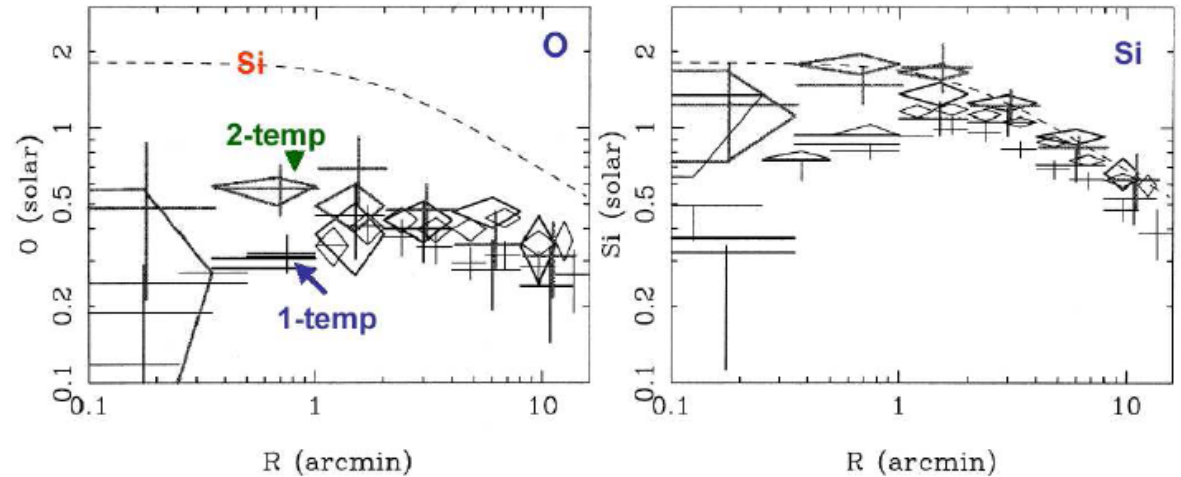 O (solar)
2
1
0.5
0.2
0.1
Si
O
2-temp
1-temp
0.1
1
10
R (arcmin)
Si (solar)
2
1
0.5
0.2
0.1
Si
0.1
1
10
R (arcmin)